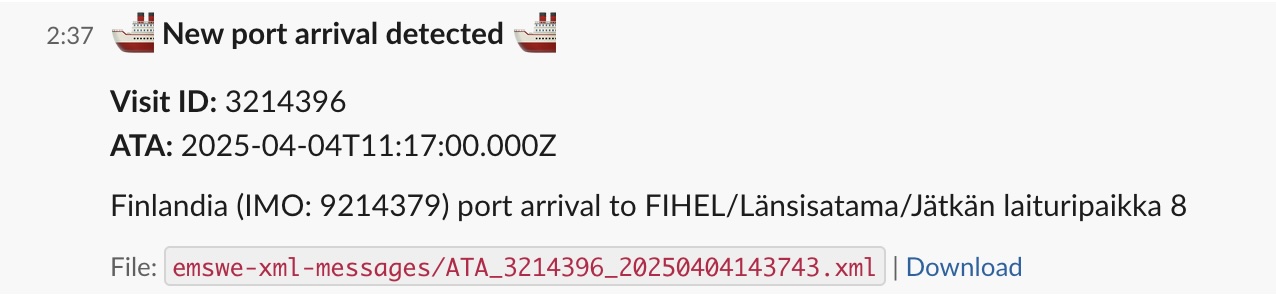 2:37 🚢 New port arrival detected 🚢
Visit ID: 3214396
ATA: 2025-04-04T11:17:00.000Z
Finlandia (IMO: 9214379) port arrival to FIHEL/Länsisatama/Jätkän laituripaikka 8
File: emswe-xml-messages/ATA_3214396_20250404143743.xml | Download